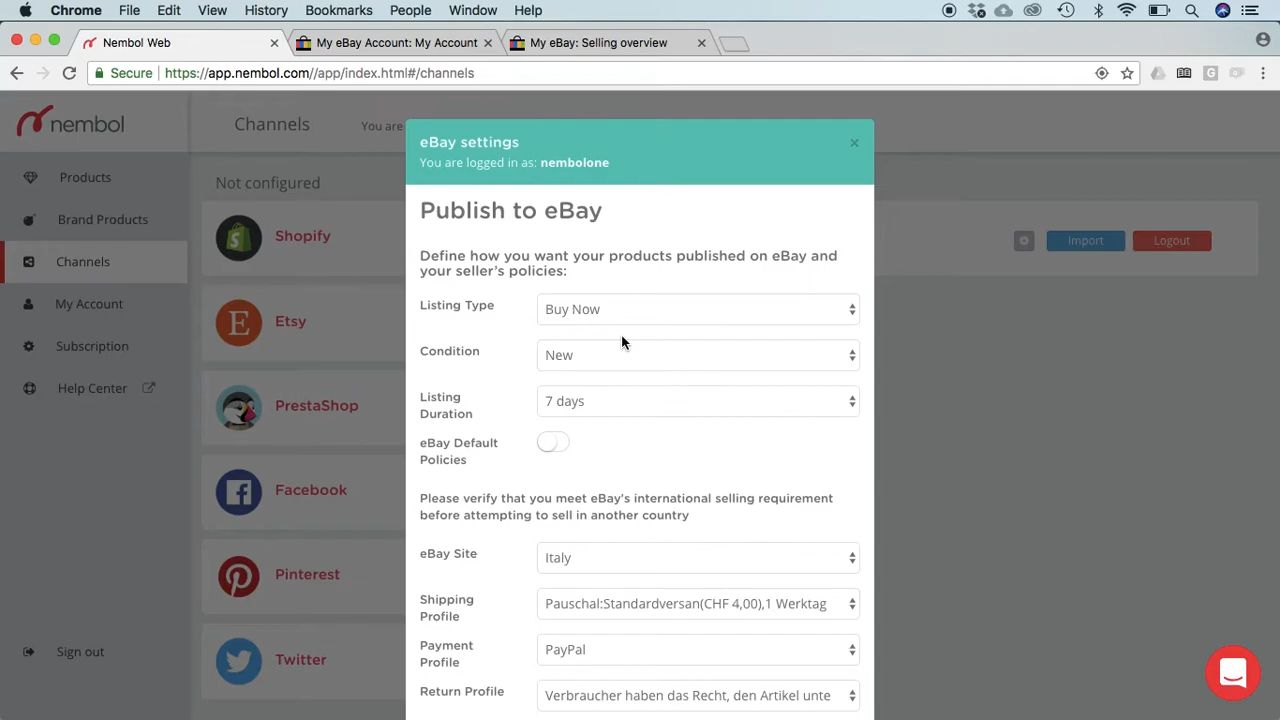 Chrome File Edit View History Bookmarks People Window Help
Nembol Web
My eBay Account: My Account
My eBay: Selling overview
Secure https://app.nembol.com//app/index.html#/channels
nembol
Channels
You are
Products
Brand Products
Channels
My Account
Subscription
Help Center
Sign out
Not configured
Shopify
Etsy
PrestaShop
Facebook
Pinterest
Twitter
Import
Logout
eBay settings
You are logged in as: nembolone
Publish to eBay
Define how you want your products published on eBay and
your seller's policies:
Listing Type
Buy Now
Condition
New
Listing
Duration
7 days
eBay Default
Policies
Please verify that you meet eBay's international selling requirement
before attempting to sell in another country
eBay Site
Italy
Shipping
Profile
Pauschal:Standardversan(CHF 4,00),1 Werktag
Payment
Profile
PayPal
Return Profile
Verbraucher haben das Recht, den Artikel unte